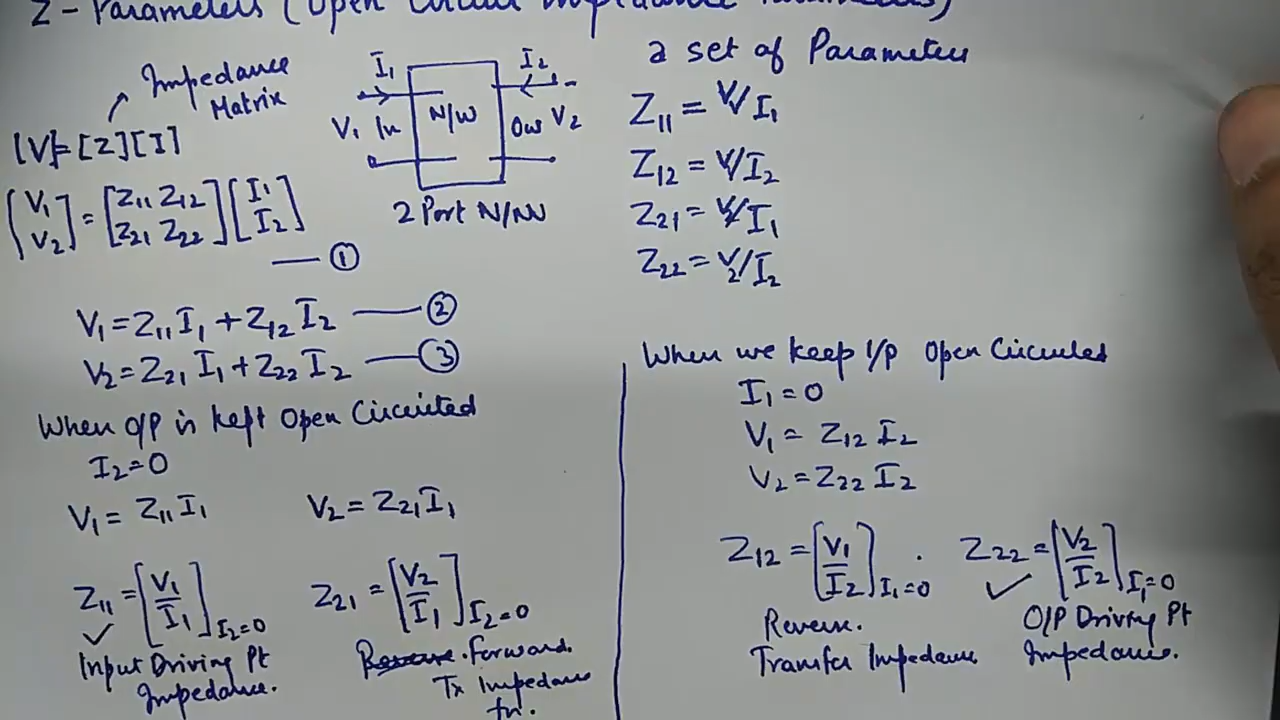 Z - Parameters (Open Circuit Impedance Parameters)
Impedance
Matrix
[V]=[Z][I]
[V1 V2] = [Z11 Z12 Z21 Z22] [I1 I2]
— ①
I1 I2
V1 In N/W Out V2
2 Port N/W
V1 = Z11 I1 + Z12 I2 — ②
V2 = Z21 I1 + Z22 I2 — ③
When O/P is kept Open Circuited
I2 = 0
V1 = Z11 I1 V2 = Z21 I1
Z11 = [V1/I1] I2=0 Z21 = [V2/I1] I2=0
Input Driving Pt
Impedance.
Reverse. Forward.
Tx Impedance
fn.
a set of Parameters
Z11 = V1/I1
Z12 = V1/I2
Z21 = V2/I1
Z22 = V2/I2
When we keep I/P Open Circuited
I1 = 0
V1 = Z12 I2
V2 = Z22 I2
Z12 = [V1/I2] I1=0 . Z22 = [V2/I2] I1=0
Reverse.
Transfer Impedance
O/P Driving Pt
Impedance.